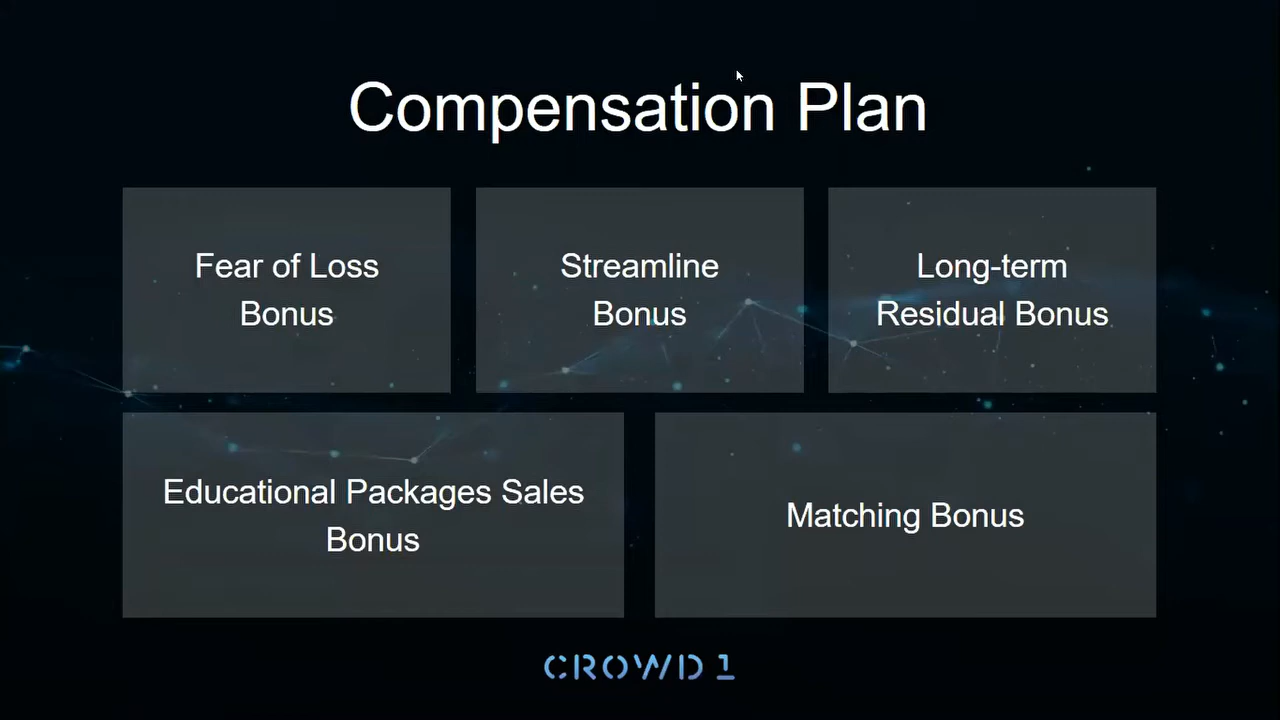 Compensation Plan
Fear of Loss
Bonus
Streamline
Bonus
Long-term
Residual Bonus
Educational Packages Sales
Bonus
Matching Bonus
CROWD 1